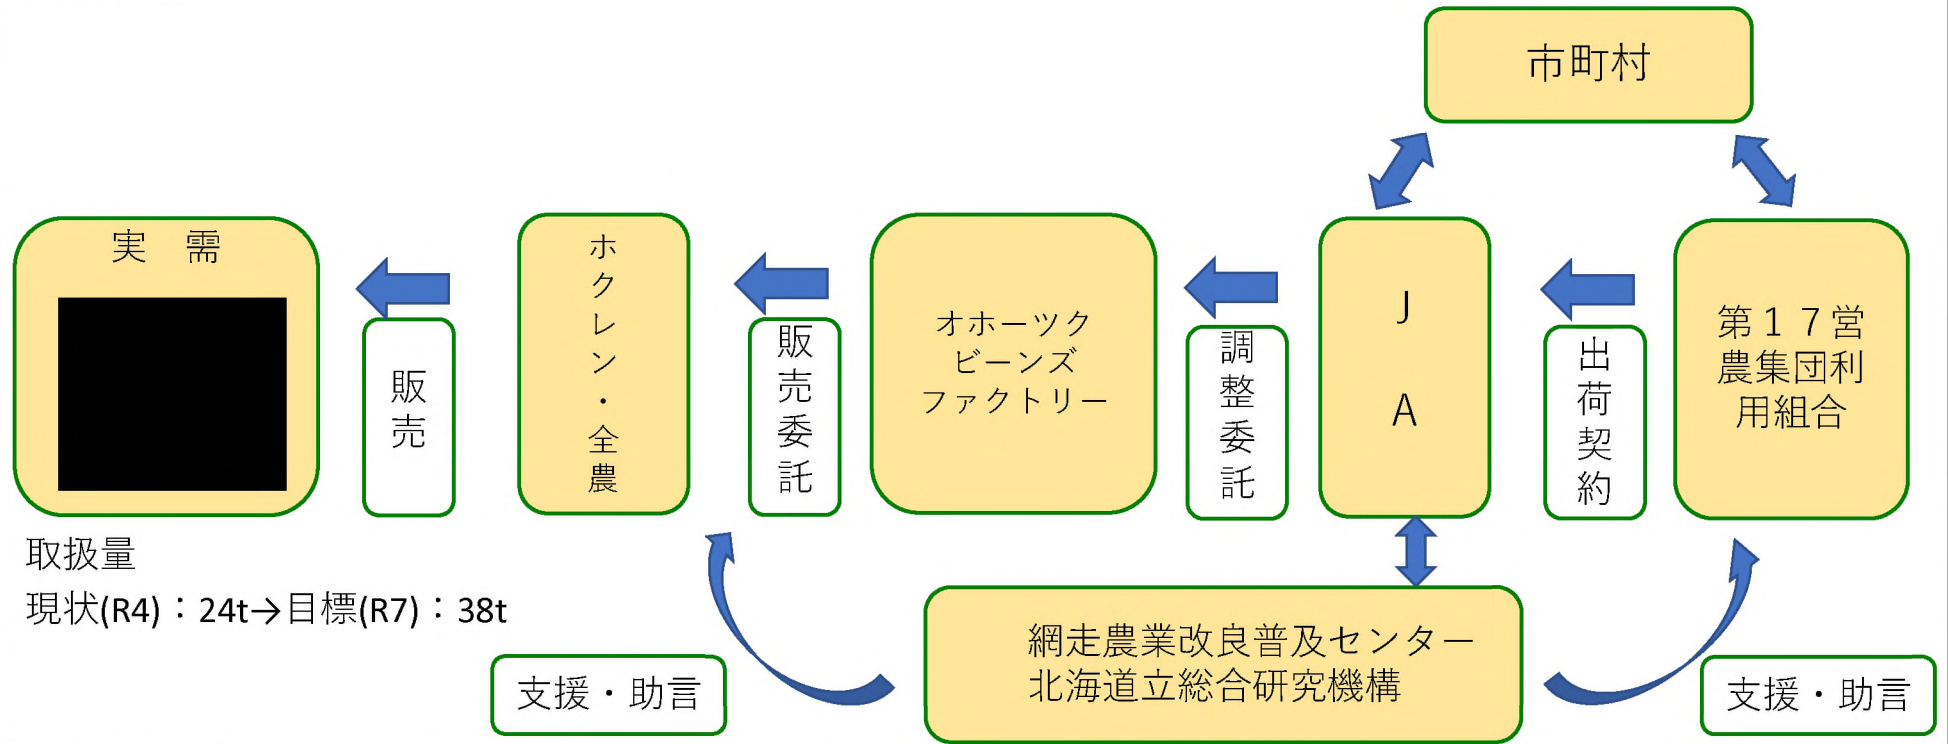 市町村
実　需
販売
ホクレン・全農
販売委託
オホーツク
ビーンズ
ファクトリー
調整委託
ＪＡ
出荷契約
第１７営
農集団利
用組合
取扱量
現状(R4)：24t→目標(R7)：38t
支援・助言
網走農業改良普及センター
北海道立総合研究機構
支援・助言